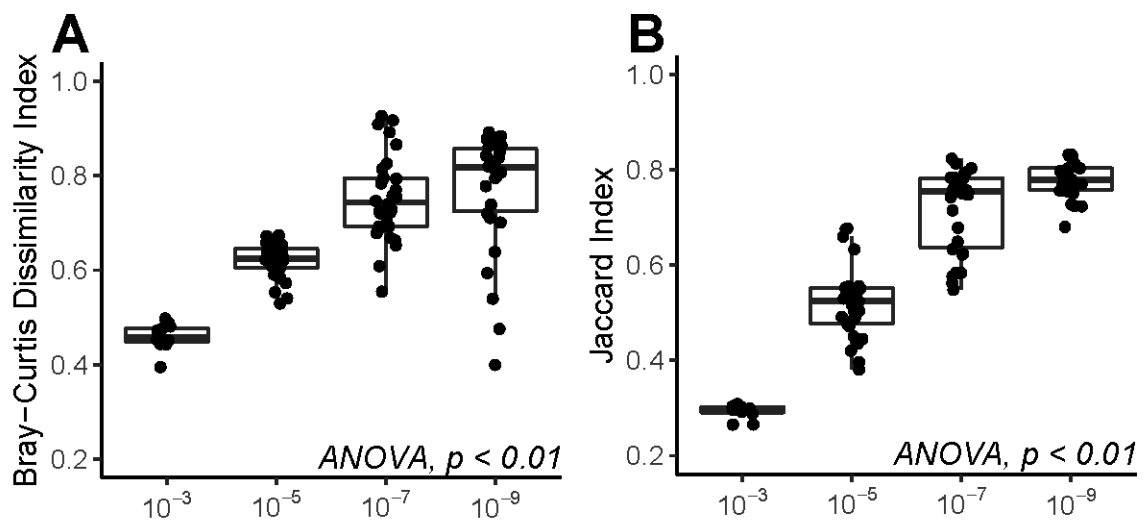 A
Bray-Curtis Dissimilarity Index
1.0
0.8
0.6
0.4
0.2
ANOVA, p < 0.01
10⁻³ 10⁻⁵ 10⁻⁷ 10⁻⁹
B
Jaccard Index
1.0
0.8
0.6
0.4
0.2
ANOVA, p < 0.01
10⁻³ 10⁻⁵ 10⁻⁷ 10⁻⁹